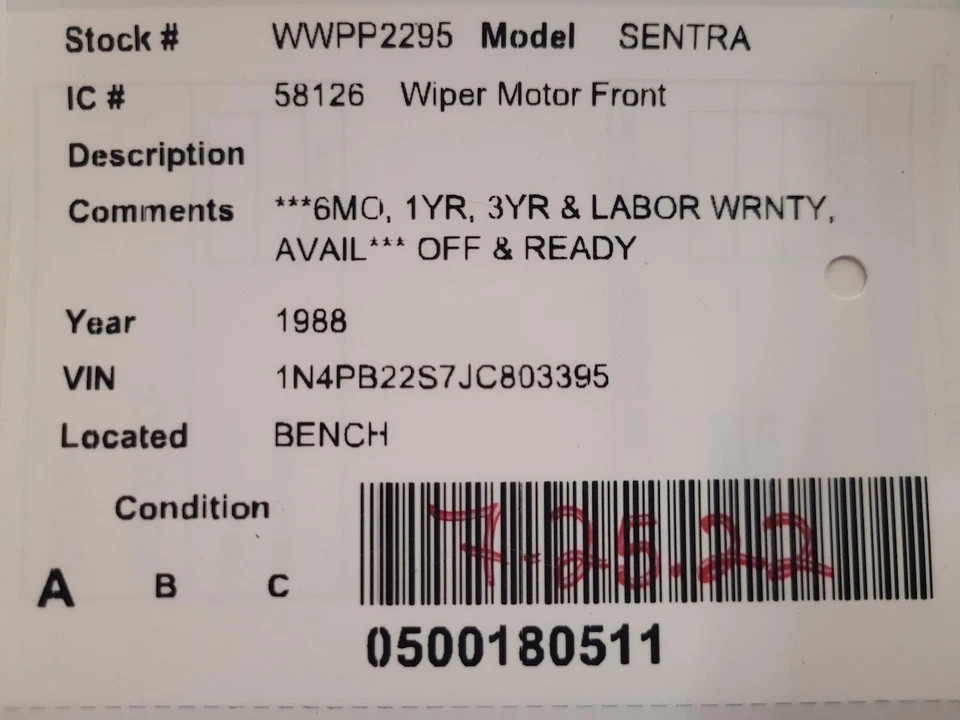 Stock # WWPP2295 Model SENTRA
IC # 58126 Wiper Motor Front
Description
Comments ***6MO, 1YR, 3YR & LABOR WRNTY,
AVAIL*** OFF & READY
Year 1988
VIN 1N4PB22S7JC803395
Located BENCH
Condition
A B C
7-25-22
0500180511